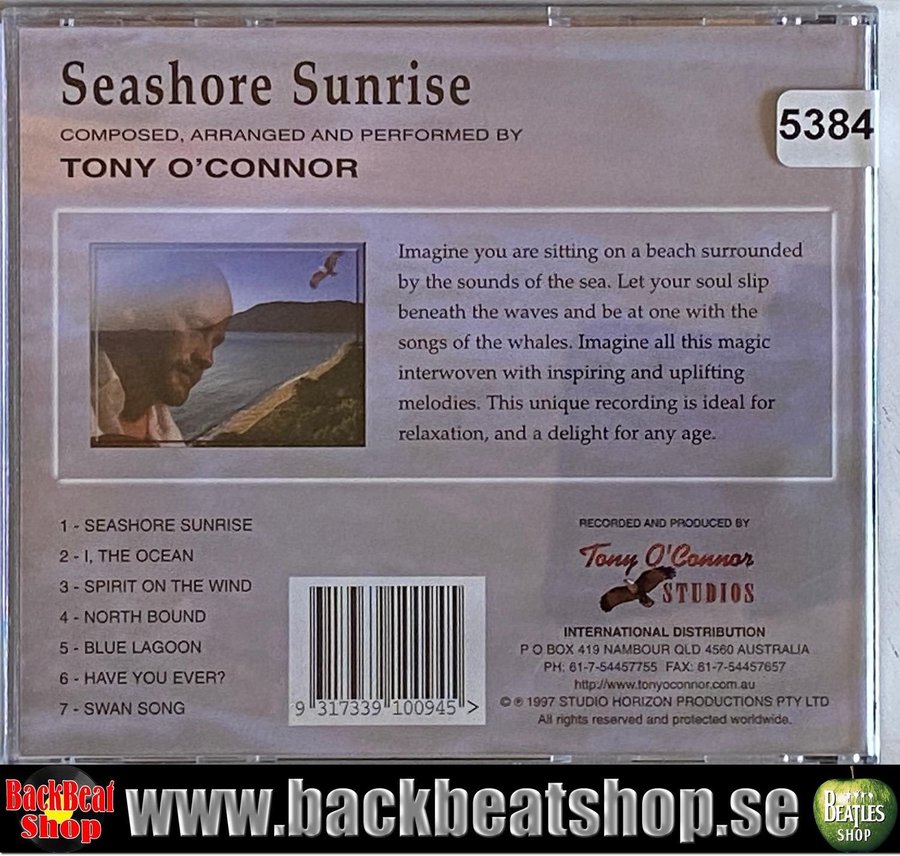 Seashore Sunrise
5384
COMPOSED, ARRANGED AND PERFORMED BY
TONY O'CONNOR
Imagine you are sitting on a beach surrounded
by the sounds of the sea. Let your soul slip
beneath the waves and be at one with the
songs of the whales. Imagine all this magic
interwoven with inspiring and uplifting
melodies. This unique recording is ideal for
relaxation, and a delight for any age.
1 - SEASHORE SUNRISE
2 - I, THE OCEAN
3 - SPIRIT ON THE WIND
4 - NORTH BOUND
5 - BLUE LAGOON
6 - HAVE YOU EVER?
7 - SWAN SONG
9 317339 100945 >
RECORDED AND PRODUCED BY
Tony O'Connor
STUDIOS
INTERNATIONAL DISTRIBUTION
P O BOX 419 NAMBOUR QLD 4560 AUSTRALIA
PH: 61-7-54457755 FAX: 61-7-54457657
http://www.tonyoconnor.com.au
© ℗ 1997 STUDIO HORIZON PRODUCTIONS PTY LTD
All rights reserved and protected worldwide.
BackBeat
Shop
www.backbeatshop.se
BEATLES
SHOP